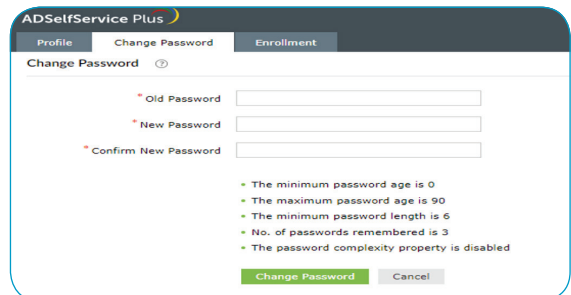 ADSelfService Plus
Profile Change Password Enrollment
Change Password ?
* Old Password
* New Password
* Confirm New Password
• The minimum password age is 0
• The maximum password age is 90
• The minimum password length is 6
• No. of passwords remembered is 3
• The password complexity property is disabled
Change Password Cancel